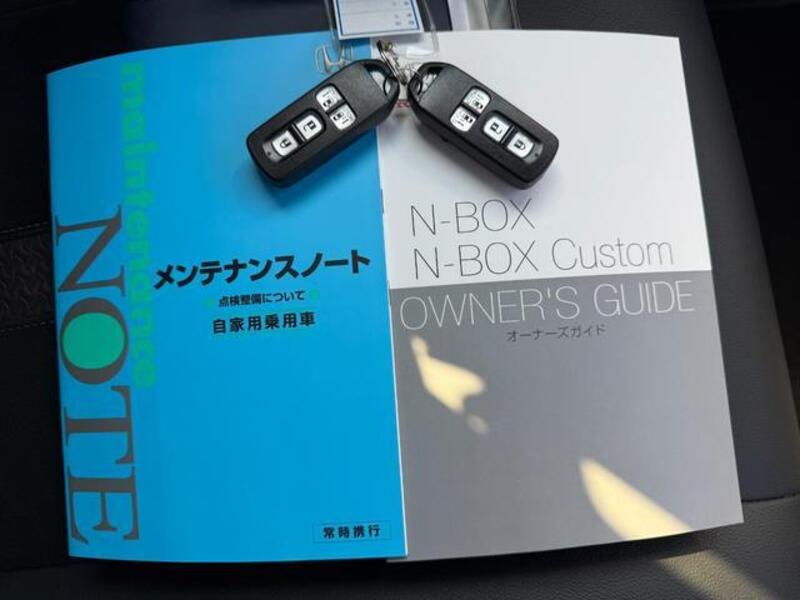 maintenance
NOTE
メンテナンスノート
点検整備について
自家用乗用車
常時携行
N-BOX
N-BOX Custom
OWNER'S GUIDE
オーナーズガイド